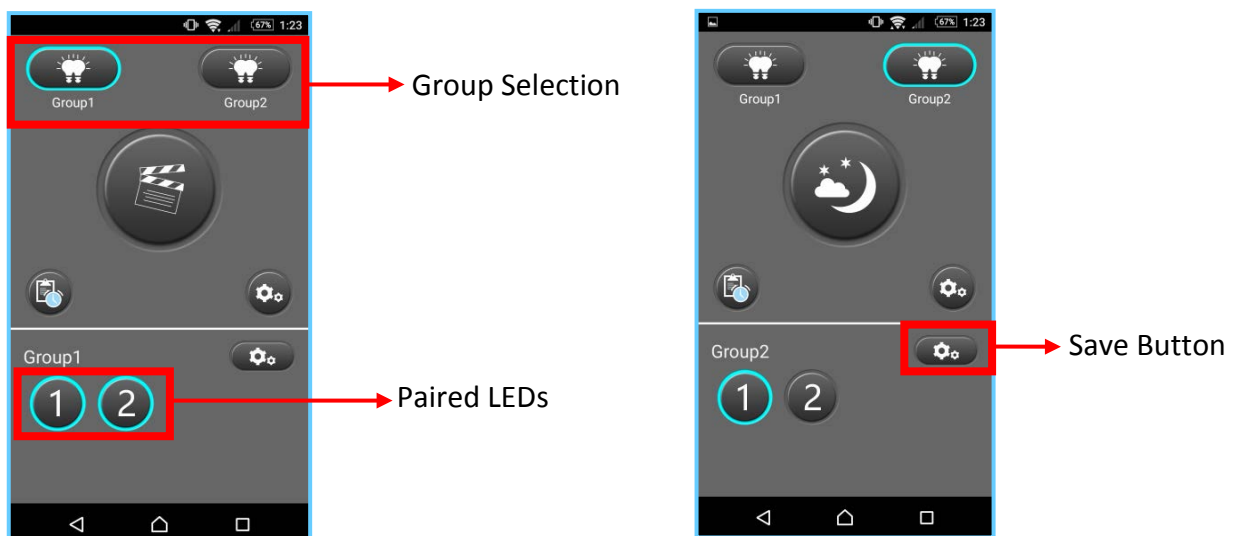 67% 1:23
Group1 Group2
Group Selection
Group1
1 2
Paired LEDs
67% 1:23
Group1 Group2
Group2
Save Button
1 2